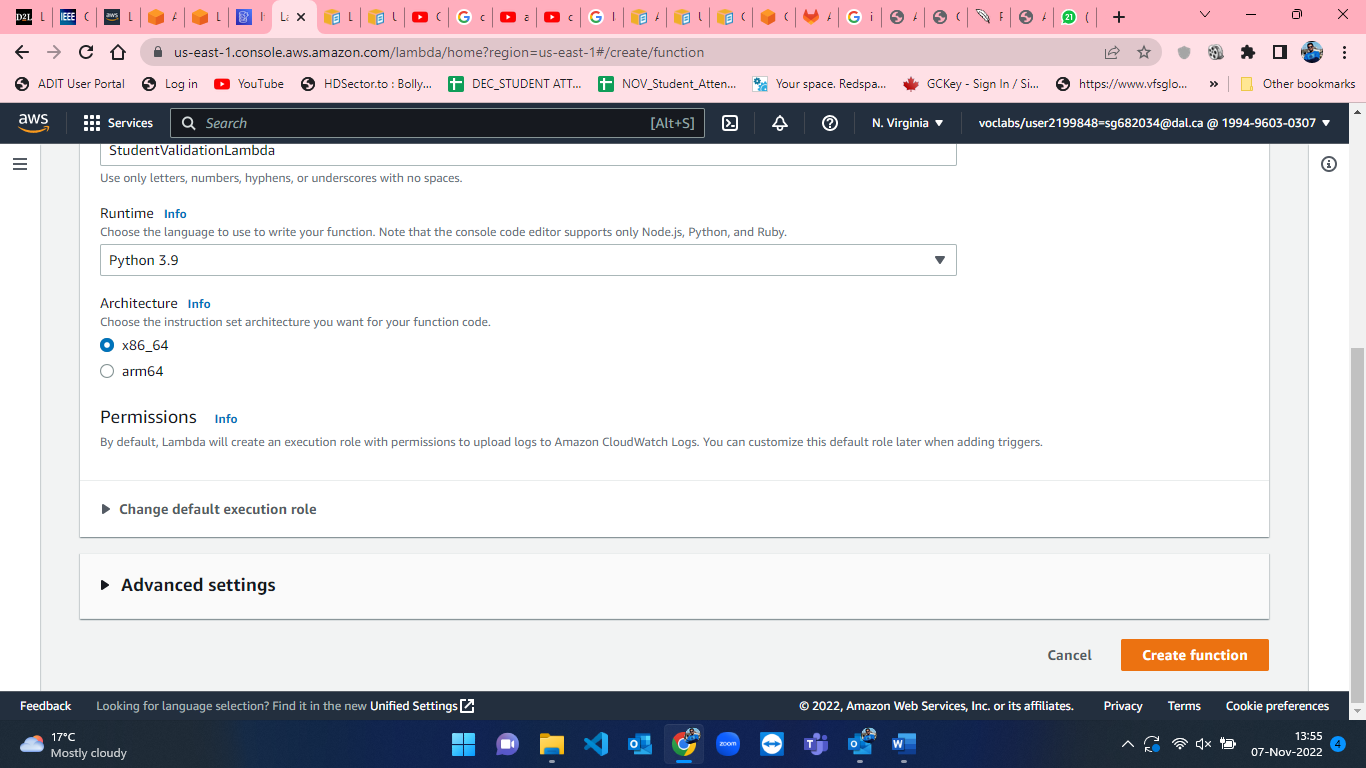 D2L
IEEE
aws
La
us-east-1.console.aws.amazon.com/lambda/home?region=us-east-1#/create/function
ADIT User Portal
Log in
YouTube
HDSector.to : Bolly...
DEC_STUDENT ATT...
NOV_Student_Atten...
Your space. Redspa...
GCKey - Sign In / Si...
https://www.vfsglo...
»
Other bookmarks
aws
Services
Search
[Alt+S]
N. Virginia
voclabs/user2199848=sg682034@dal.ca @ 1994-9603-0307
StudentValidationLambda
Use only letters, numbers, hyphens, or underscores with no spaces.
Runtime Info
Choose the language to use to write your function. Note that the console code editor supports only Node.js, Python, and Ruby.
Python 3.9
Architecture Info
Choose the instruction set architecture you want for your function code.
x86_64
arm64
Permissions Info
By default, Lambda will create an execution role with permissions to upload logs to Amazon CloudWatch Logs. You can customize this default role later when adding triggers.
Change default execution role
Advanced settings
Cancel
Create function
Feedback
Looking for language selection? Find it in the new Unified Settings
© 2022, Amazon Web Services, Inc. or its affiliates.
Privacy
Terms
Cookie preferences
17°C
Mostly cloudy
zoom
13:55
07-Nov-2022
4